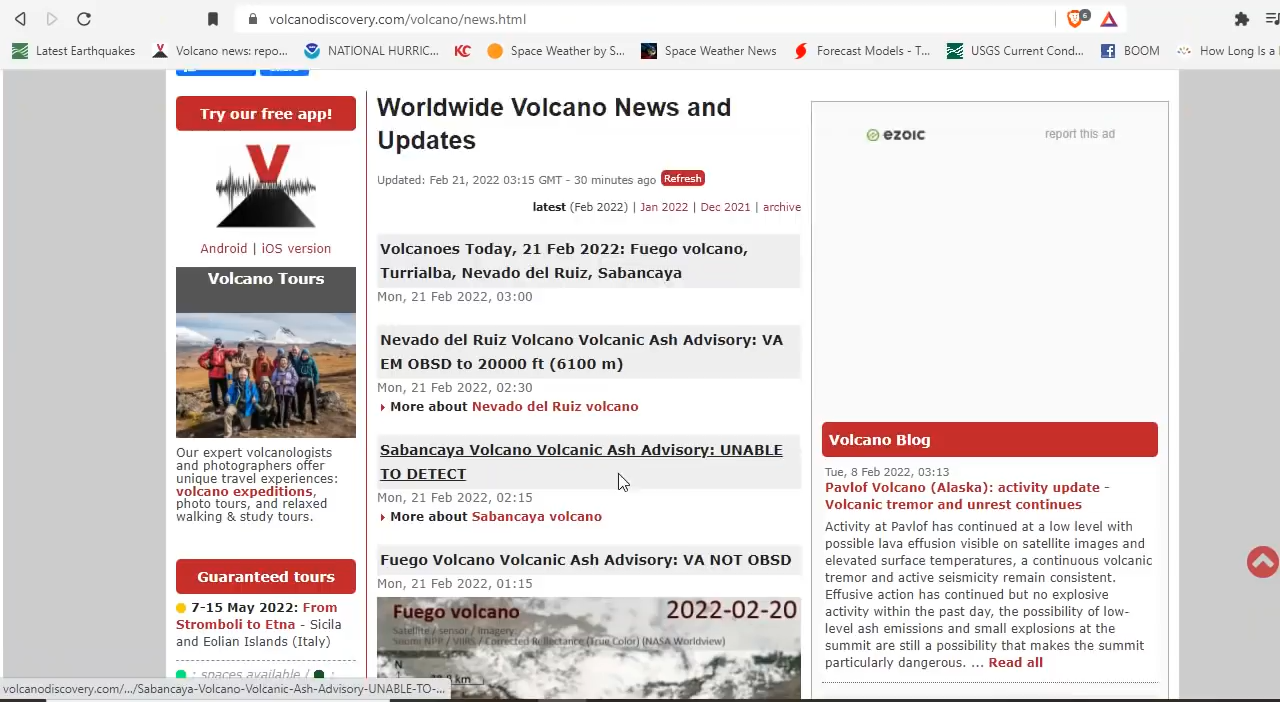 volcanodiscovery.com/volcano/news.html
6
Latest Earthquakes
Volcano news: repo...
NATIONAL HURRIC...
KC
Space Weather by S...
Space Weather News
Forecast Models - T...
USGS Current Cond...
BOOM
How Long Is a
Try our free app!
V
Android | iOS version
Volcano Tours
Our expert volcanologists
and photographers offer
unique travel experiences:
volcano expeditions,
photo tours, and relaxed
walking & study tours.
Guaranteed tours
7-15 May 2022: From
Stromboli to Etna - Sicila
and Eolian Islands (Italy)
: spaces available / :
volcanodiscovery.com/.../Sabancaya-Volcano-Volcanic-Ash-Advisory-UNABLE-TO-...
Worldwide Volcano News and
Updates
Updated: Feb 21, 2022 03:15 GMT - 30 minutes ago Refresh
latest (Feb 2022) | Jan 2022 | Dec 2021 | archive
Volcanoes Today, 21 Feb 2022: Fuego volcano,
Turrialba, Nevado del Ruiz, Sabancaya
Mon, 21 Feb 2022, 03:00
Nevado del Ruiz Volcano Volcanic Ash Advisory: VA
EM OBSD to 20000 ft (6100 m)
Mon, 21 Feb 2022, 02:30
More about Nevado del Ruiz volcano
Sabancaya Volcano Volcanic Ash Advisory: UNABLE
TO DETECT
Mon, 21 Feb 2022, 02:15
More about Sabancaya volcano
Fuego Volcano Volcanic Ash Advisory: VA NOT OBSD
Mon, 21 Feb 2022, 01:15
Fuego volcano
2022-02-20
Satellite / sensor / imagery:
Suomi NPP / VIIRS / Corrected Reflectance (True Color) (NASA Worldview)
N
ezoic
report this ad
Volcano Blog
Tue, 8 Feb 2022, 03:13
Pavlof Volcano (Alaska): activity update -
Volcanic tremor and unrest continues
Activity at Pavlof has continued at a low level with
possible lava effusion visible on satellite images and
elevated surface temperatures, a continuous volcanic
tremor and active seismicity remain consistent.
Effusive action has continued but no explosive
activity within the past day, the possibility of low-
level ash emissions and small explosions at the
summit are still a possibility that makes the summit
particularly dangerous. ... Read all